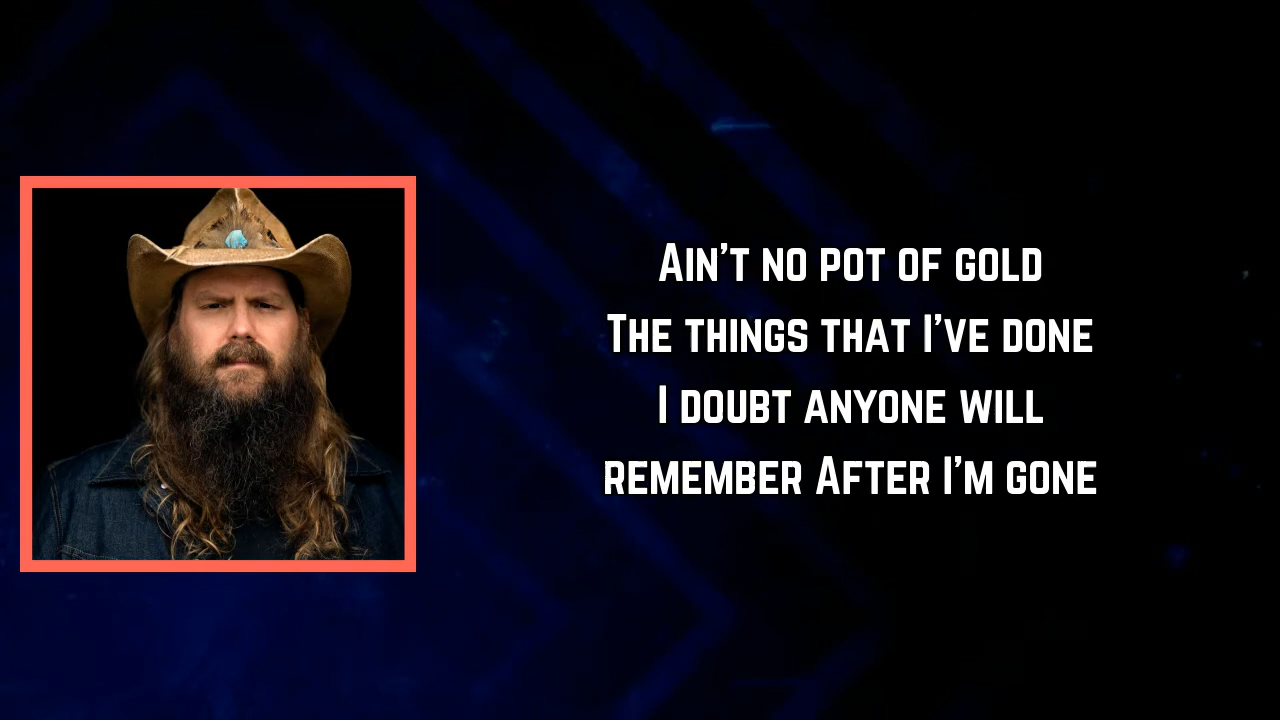 Ain't no pot of gold
The things that I've done
I doubt anyone will
remember After I'm gone